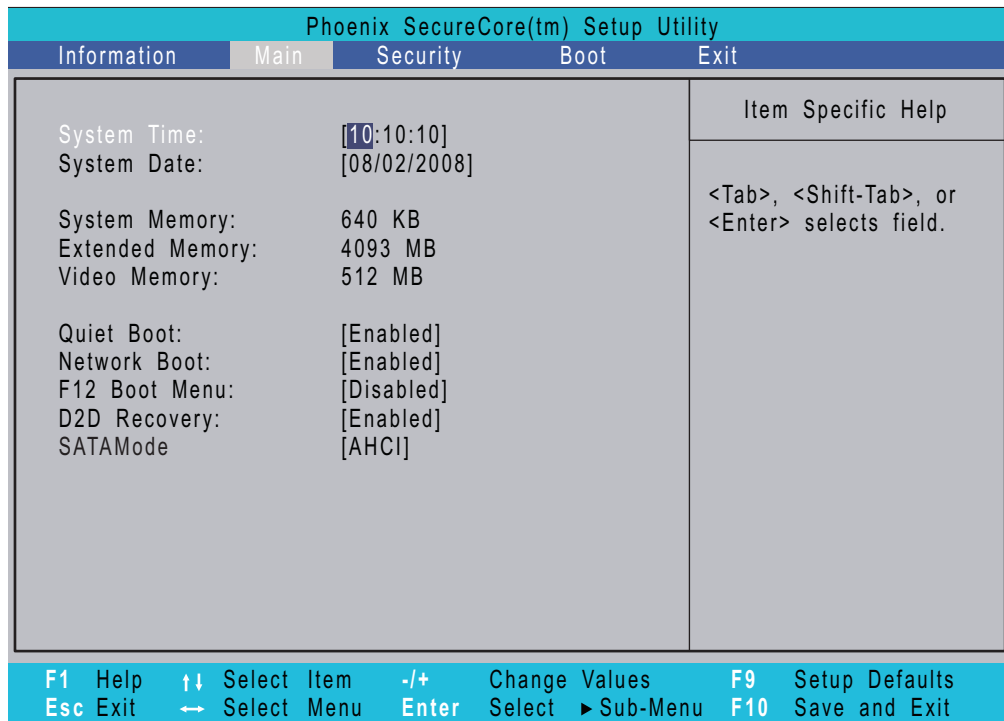 Phoenix SecureCore(tm) Setup Utility
Information Main Security Boot Exit
Item Specific Help
System Time: [10:10:10]
System Date: [08/02/2008]
<Tab>, <Shift-Tab>, or
<Enter> selects field.
System Memory: 640 KB
Extended Memory: 4093 MB
Video Memory: 512 MB
Quiet Boot: [Enabled]
Network Boot: [Enabled]
F12 Boot Menu: [Disabled]
D2D Recovery: [Enabled]
SATAMode [AHCI]
F1 Help ↑↓ Select Item -/+ Change Values F9 Setup Defaults
Esc Exit ↔ Select Menu Enter Select ▶ Sub-Menu F10 Save and Exit